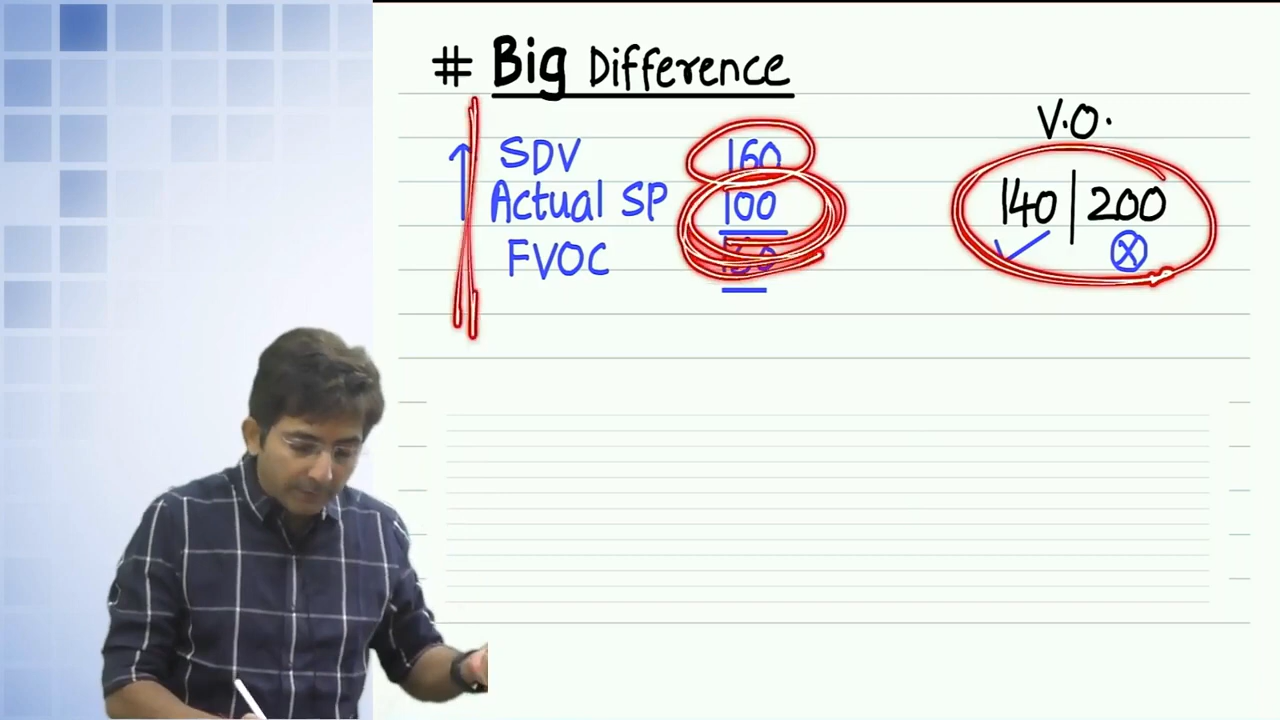 # Big Difference
V.O.
SDV 160
Actual SP 100 140 | 200
FVOC